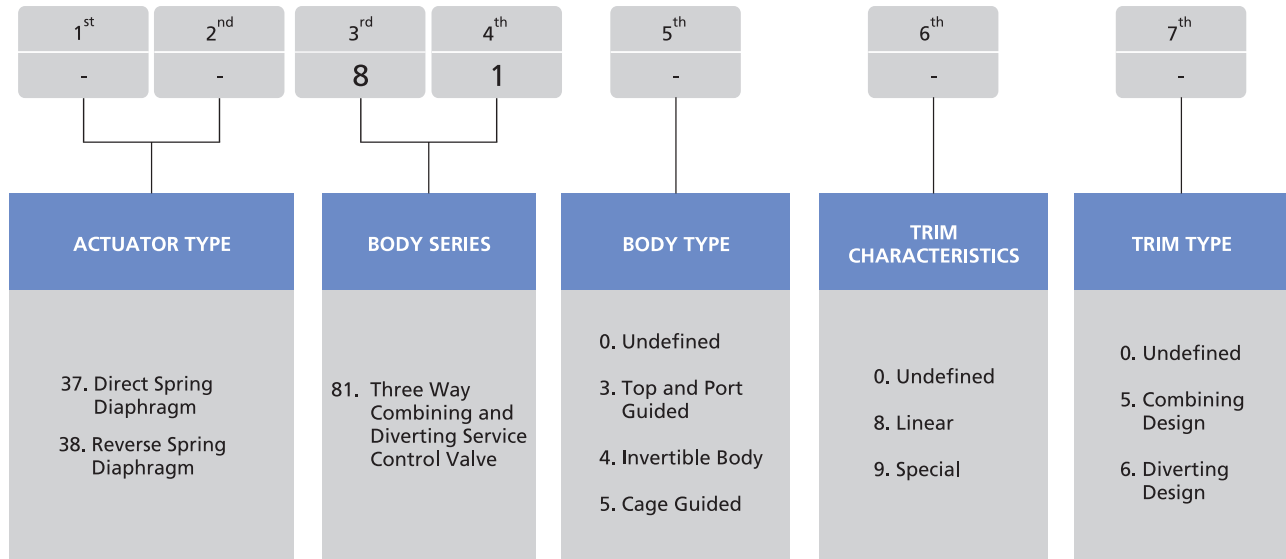 1st 2nd 3rd 4th 5th 6th 7th
- - 8 1 - - -
ACTUATOR TYPE
37. Direct Spring
Diaphragm
38. Reverse Spring
Diaphragm
BODY SERIES
81. Three Way
Combining and
Diverting Service
Control Valve
BODY TYPE
0. Undefined
3. Top and Port
Guided
4. Invertible Body
5. Cage Guided
TRIM
CHARACTERISTICS
0. Undefined
8. Linear
9. Special
TRIM TYPE
0. Undefined
5. Combining
Design
6. Diverting
Design